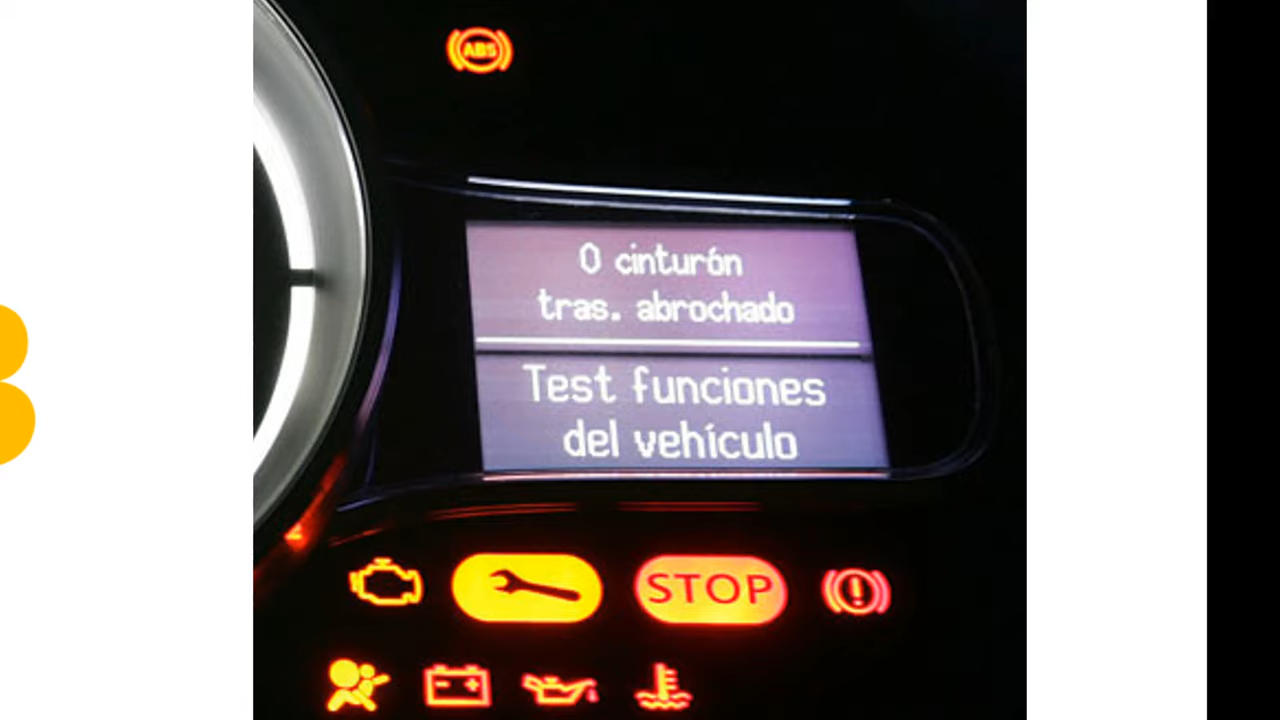 ABS
0 cinturón
tras. abrochado
Test funciones
del vehículo
STOP